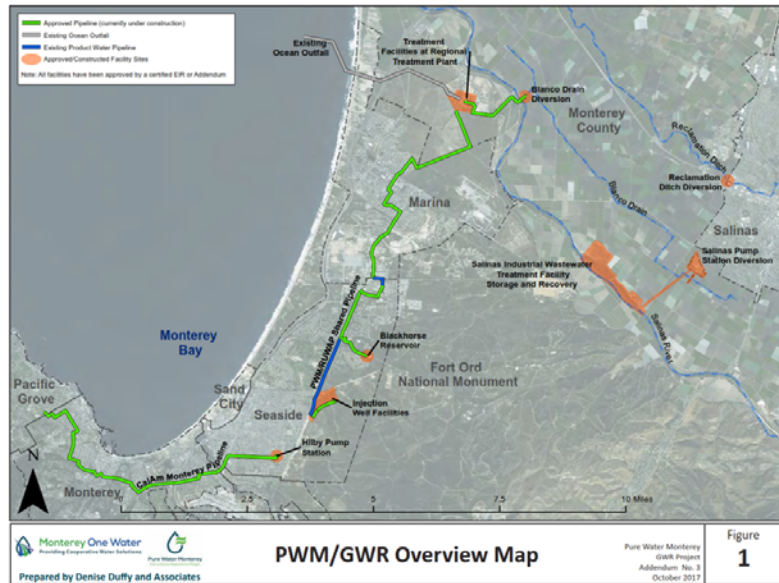 Approved Pipeline (currently under construction)
Existing Ocean Outfall
Existing Product Water Pipeline
Approved/Constructed Facility Sites
Note: All facilities have been approved by a certified EIR or Addendum
Existing
Ocean Outfall
Treatment
Facilities at Regional
Treatment Plant
Blanco Drain
Diversion
Monterey
County
Reclamation Ditch
Reclamation
Ditch Diversion
Blanco Drain
Salinas
Marina
Salinas Pump
Station Diversion
Salinas Industrial Wastewater
Treatment Facility
Storage and Recovery
Salinas River
PWM/RUWAP Shared Pipeline
Monterey
Bay
Blackhorse
Reservoir
Fort Ord
National Monument
Pacific
Grove
Sand
City
Seaside
Injection
Well Facilities
Hilby Pump
Station
CalAm Monterey Pipeline
N
Monterey
0
2.5
5
10 Miles
Monterey One Water
Providing Cooperative Water Solutions
Pure Water Monterey
Prepared by Denise Duffy and Associates
PWM/GWR Overview Map
Pure Water Monterey
GWR Project
Addendum No. 3
October 2017
Figure
1